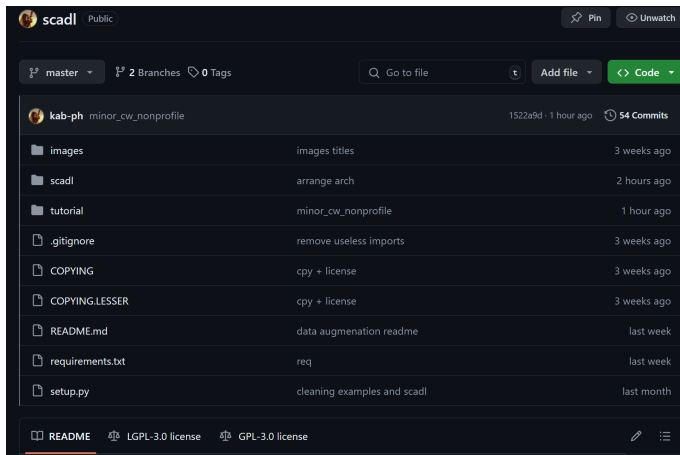 scadl Public Pin Unwatch
master 2 Branches 0 Tags Go to file t Add file Code
kab-ph minor_cw_nonprofile 1522a9d · 1 hour ago 54 Commits
images images titles 3 weeks ago
scadl arrange arch 2 hours ago
tutorial minor_cw_nonprofile 1 hour ago
.gitignore remove useless imports 3 weeks ago
COPYING cpy + license 3 weeks ago
COPYING.LESSER cpy + license 3 weeks ago
README.md data augmenation readme last week
requirements.txt req last week
setup.py cleaning examples and scadl last month
README LGPL-3.0 license GPL-3.0 license